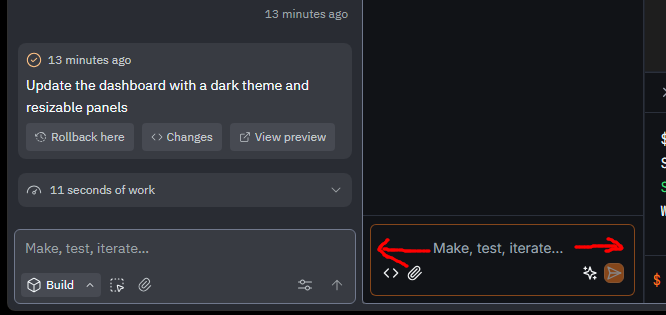 13 minutes ago
13 minutes ago
Update the dashboard with a dark theme and
resizable panels
Rollback here
Changes
View preview
11 seconds of work
Make, test, iterate...
Build
Make, test, iterate...
$
S
S
W
$